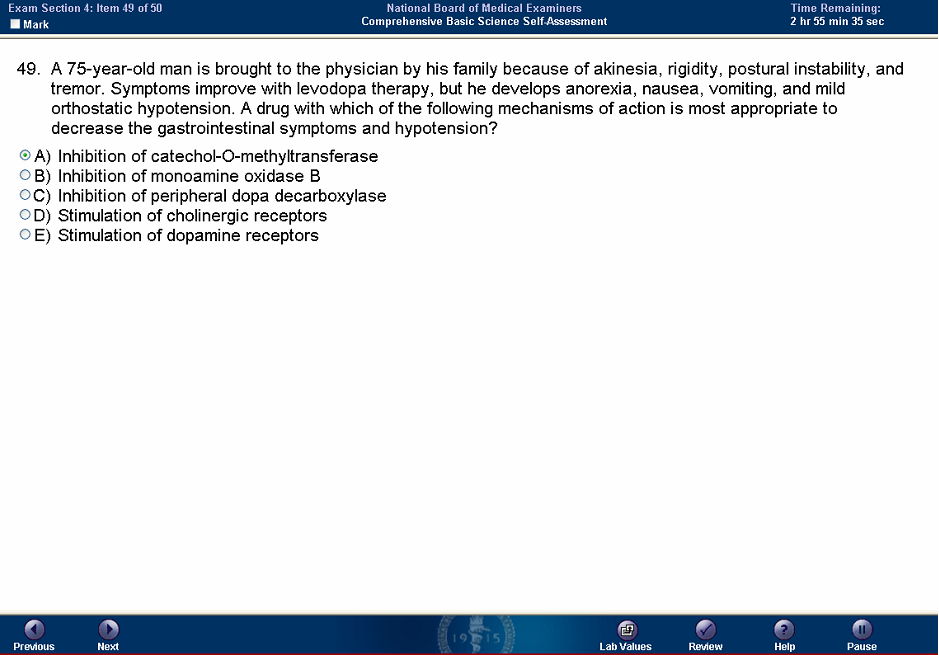 Exam Section 4: Item 49 of 50
National Board of Medical Examiners
Time Remaining:
Mark
Comprehensive Basic Science Self-Assessment
2 hr 55 min 35 sec
49. A 75-year-old man is brought to the physician by his family because of akinesia, rigidity, postural instability, and
tremor. Symptoms improve with levodopa therapy, but he develops anorexia, nausea, vomiting, and mild
orthostatic hypotension. A drug with which of the following mechanisms of action is most appropriate to
decrease the gastrointestinal symptoms and hypotension?
A) Inhibition of catechol-O-methyltransferase
B) Inhibition of monoamine oxidase B
C) Inhibition of peripheral dopa decarboxylase
D) Stimulation of cholinergic receptors
E) Stimulation of dopamine receptors
1915
Previous
Next
Lab Values
Review
Help
Pause